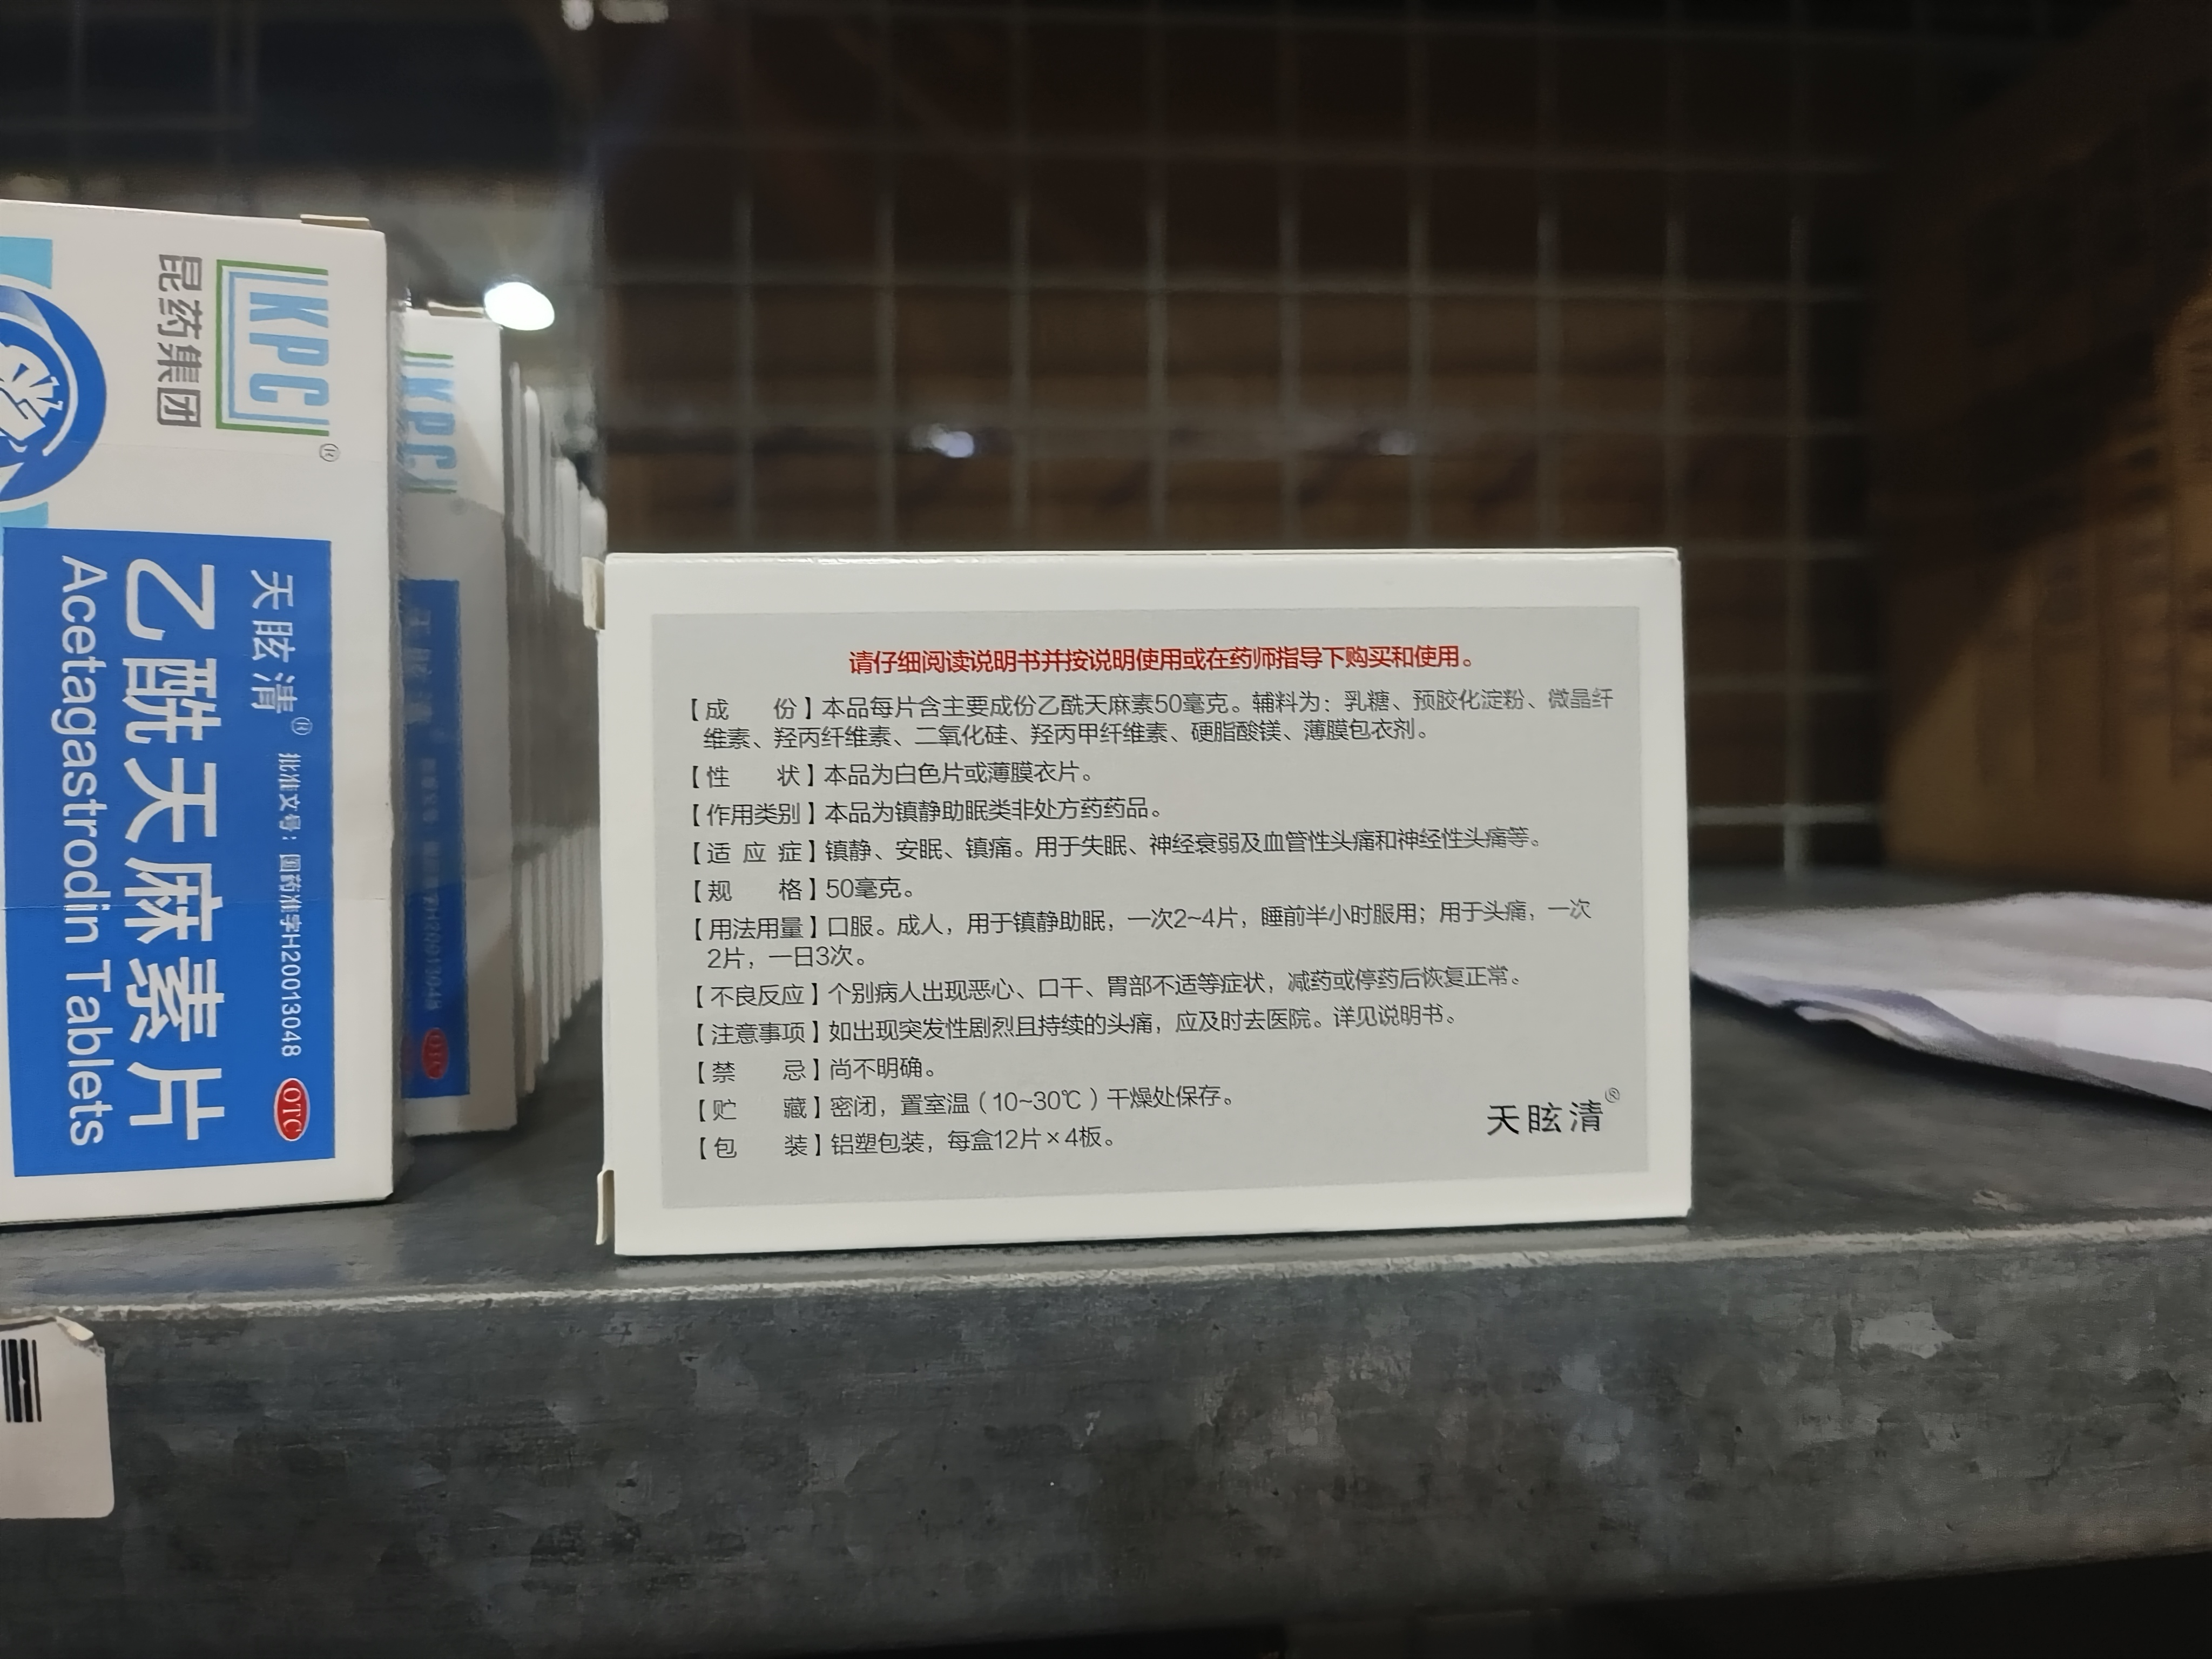 KPC
昆药集团
天眩清
批准文号：国药准字H20013048
OTC
乙酰天麻素片
Acetagastrodin Tablets
KPC
请仔细阅读说明书并按说明使用或在药师指导下购买和使用。
【成 份】本品每片含主要成份乙酰天麻素50毫克。辅料为：乳糖、预胶化淀粉、微晶纤
维素、羟丙纤维素、二氧化硅、羟丙甲纤维素、硬脂酸镁、薄膜包衣剂。
【性 状】本品为白色片或薄膜衣片。
【作用类别】本品为镇静助眠类非处方药药品。
【适 应 症】镇静、安眠、镇痛。用于失眠、神经衰弱及血管性头痛和神经性头痛等。
【规 格】50毫克。
【用法用量】口服。成人，用于镇静助眠，一次2~4片，睡前半小时服用；用于头痛，一次
2片，一日3次。
【不良反应】个别病人出现恶心、口干、胃部不适等症状，减药或停药后恢复正常。
【注意事项】如出现突发性剧烈且持续的头痛，应及时去医院。详见说明书。
【禁 忌】尚不明确。
【贮 藏】密闭，置室温（10~30℃）干燥处保存。
【包 装】铝塑包装，每盒12片×4板。
天眩清®